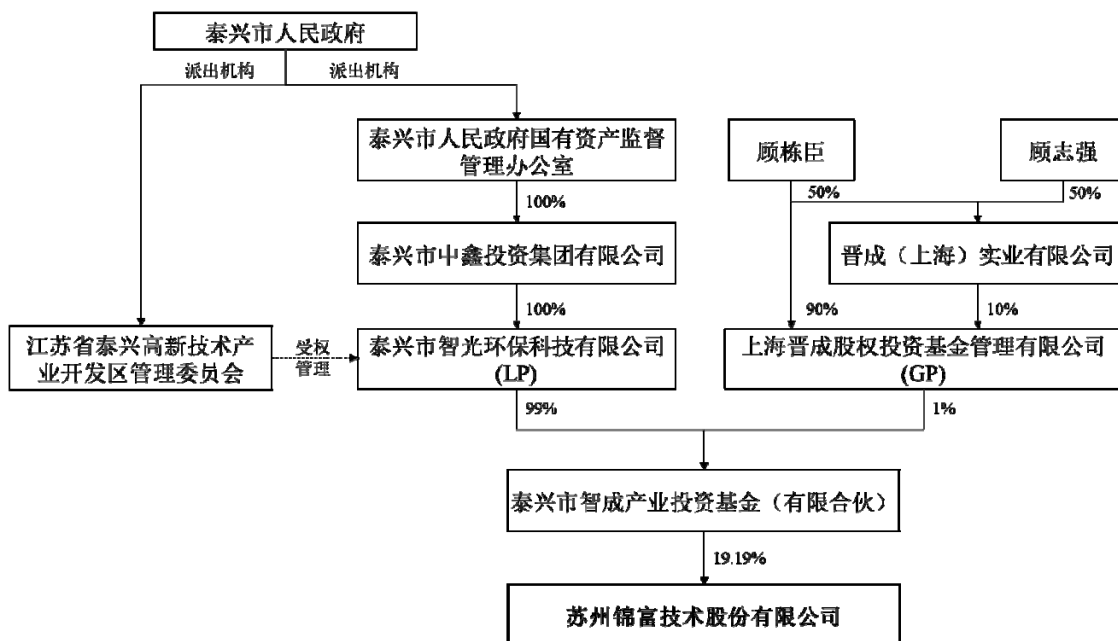 泰兴市人民政府
派出机构
派出机构
泰兴市人民政府国有资产监督
管理办公室
顾栋臣
顾志强
100%
50%
50%
泰兴市中鑫投资集团有限公司
晋成（上海）实业有限公司
100%
90%
10%
江苏省泰兴高新技术产
业开发区管理委员会
受权
管理
泰兴市智光环保科技有限公司
(LP)
上海晋成股权投资基金管理有限公司
(GP)
99%
1%
泰兴市智成产业投资基金（有限合伙）
19.19%
苏州锦富技术股份有限公司